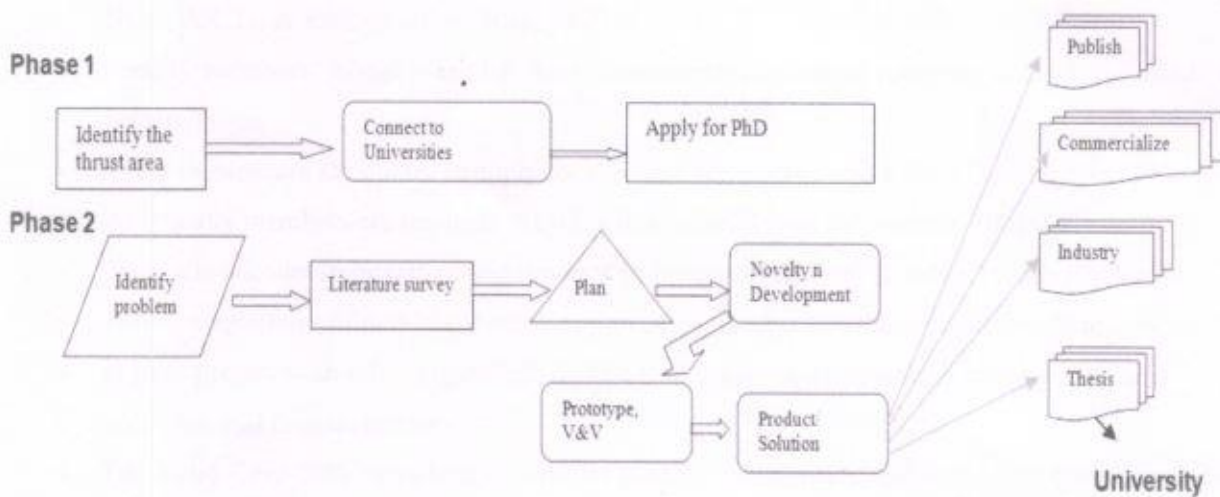 Phase 1
Identify the
thrust area
Connect to
Universities
Apply for PhD
Phase 2
Identify
problem
Literature survey
Plan
Novelty n
Development
Prototype,
V&V
Product
Solution
Publish
Commercialize
Industry
Thesis
University